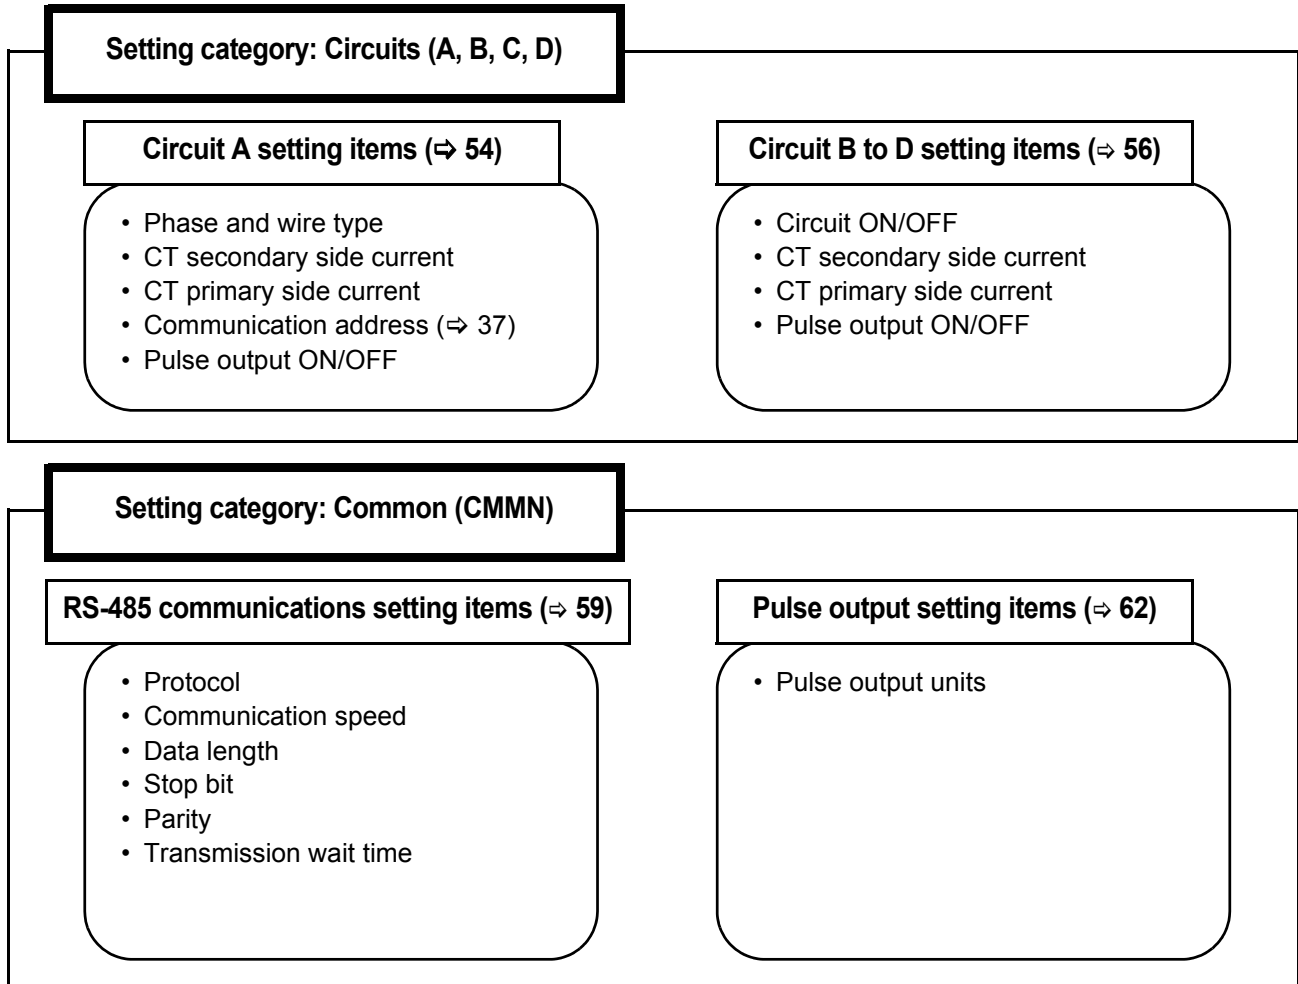 Setting category: Circuits (A, B, C, D)
Circuit A setting items (⇨ 54)
• Phase and wire type
• CT secondary side current
• CT primary side current
• Communication address (⇨ 37)
• Pulse output ON/OFF
Circuit B to D setting items (⇨ 56)
• Circuit ON/OFF
• CT secondary side current
• CT primary side current
• Pulse output ON/OFF
Setting category: Common (CMMN)
RS-485 communications setting items (⇨ 59)
• Protocol
• Communication speed
• Data length
• Stop bit
• Parity
• Transmission wait time
Pulse output setting items (⇨ 62)
• Pulse output units